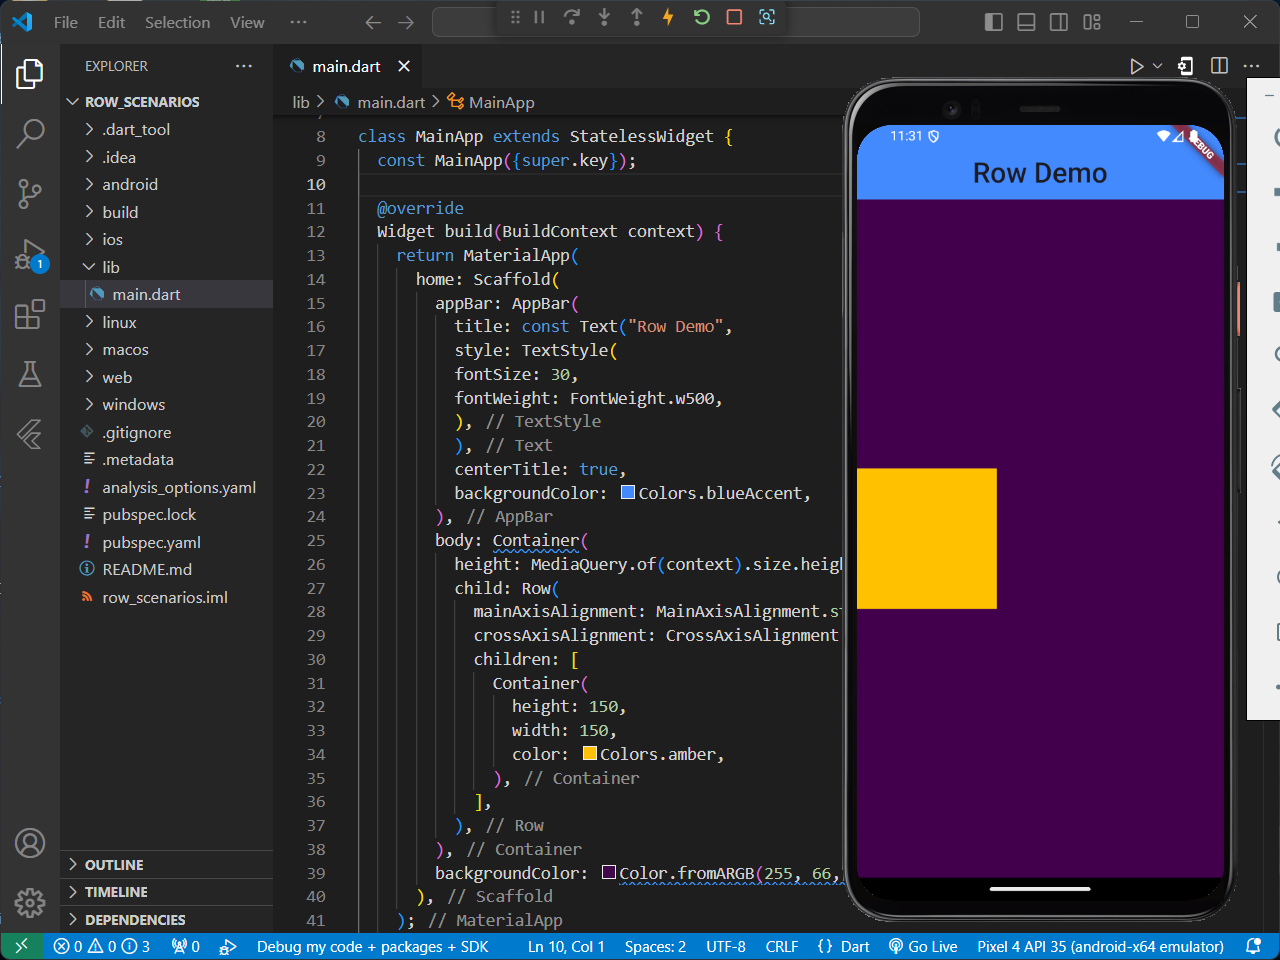 File Edit Selection View ···
EXPLORER ···
ROW_SCENARIOS
.dart_tool
.idea
android
build
ios
lib
main.dart
linux
macos
web
windows
.gitignore
.metadata
analysis_options.yaml
pubspec.lock
pubspec.yaml
README.md
row_scenarios.iml
OUTLINE
TIMELINE
DEPENDENCIES
1
main.dart
lib > main.dart > MainApp
8 class MainApp extends StatelessWidget {
9 const MainApp({super.key});
10
11 @override
12 Widget build(BuildContext context) {
13 return MaterialApp(
14 home: Scaffold(
15 appBar: AppBar(
16 title: const Text("Row Demo",
17 style: TextStyle(
18 fontSize: 30,
19 fontWeight: FontWeight.w500,
20 ), // TextStyle
21 ), // Text
22 centerTitle: true,
23 backgroundColor: Colors.blueAccent,
24 ), // AppBar
25 body: Container(
26 height: MediaQuery.of(context).size.heigh
27 child: Row(
28 mainAxisAlignment: MainAxisAlignment.st
29 crossAxisAlignment: CrossAxisAlignment
30 children: [
31 Container(
32 height: 150,
33 width: 150,
34 color: Colors.amber,
35 ), // Container
36 ],
37 ), // Row
38 ), // Container
39 backgroundColor: Color.fromARGB(255, 66,
40 ), // Scaffold
41 ); // MaterialApp
11:31
DEBUG
Row Demo
0 0 3 0 Debug my code + packages + SDK Ln 10, Col 1 Spaces: 2 UTF-8 CRLF {} Dart Go Live Pixel 4 API 35 (android-x64 emulator)